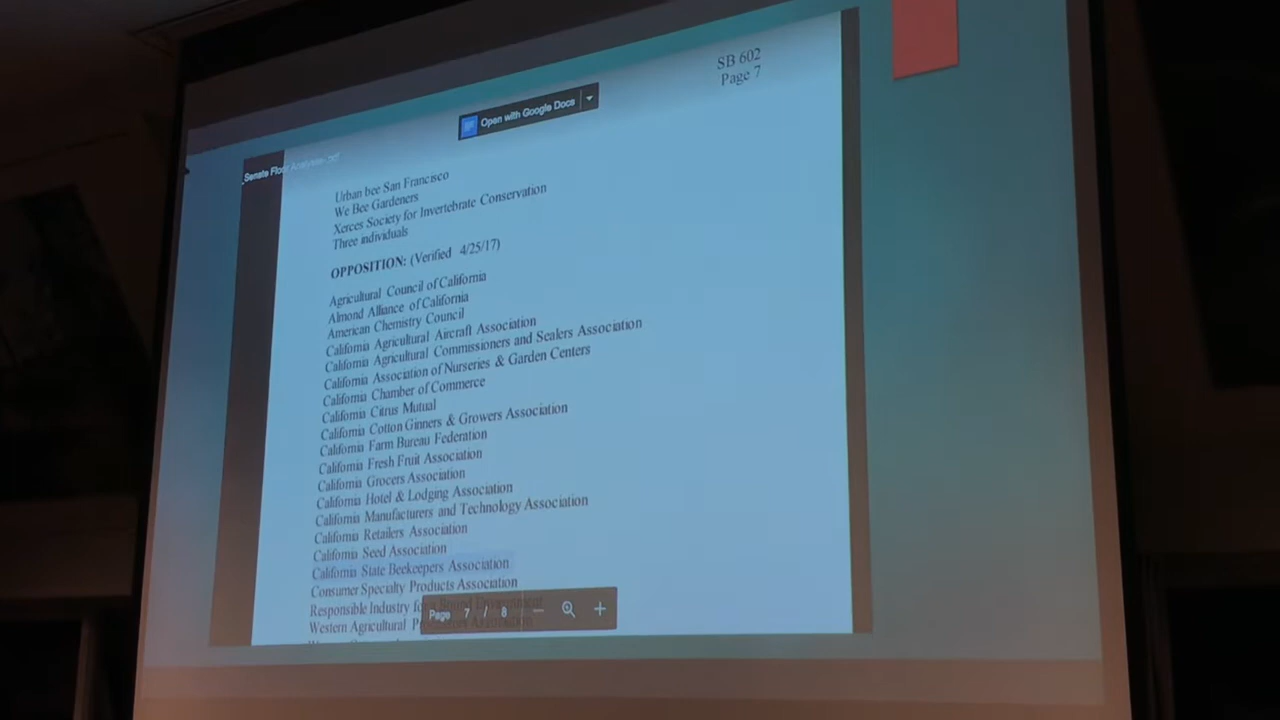 SB 602
Page 7
Open with Google Docs
Senate Floor
Urban bee San Francisco
We Bee Gardeners
Xerces Society for Invertebrate Conservation
Three individuals
OPPOSITION: (Verified 4/25/17)
Agricultural Council of California
Almond Alliance of California
American Chemistry Council
California Agricultural Aircraft Association
California Agricultural Commissioners and Sealers Association
California Association of Nurseries & Garden Centers
California Chamber of Commerce
California Citrus Mutual
California Cotton Ginners & Growers Association
California Farm Bureau Federation
California Fresh Fruit Association
California Grocers Association
California Hotel & Lodging Association
California Manufacturers and Technology Association
California Retailers Association
California Seed Association
California State Beekeepers Association
Consumer Specialty Products Association
Responsible Industry for a Sound
Western Agricultural
Page 7 / 8